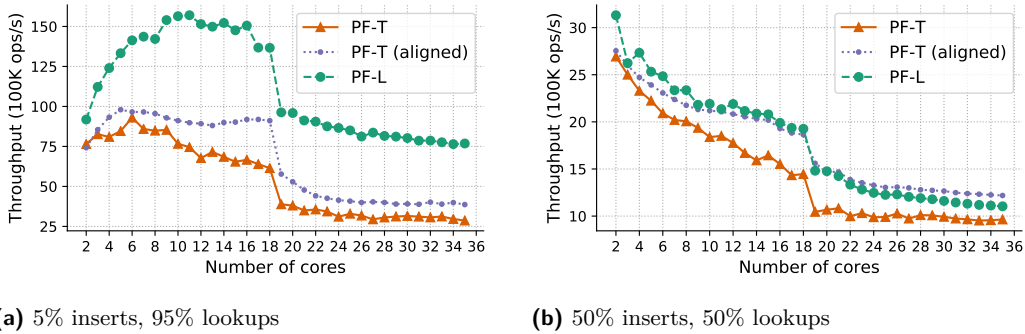 Throughput (100K ops/s)
150
125
100
75
50
25
PF-T
PF-T (aligned)
PF-L
2 4 6 8 10 12 14 16 18 20 22 24 26 28 30 32 34 36
Number of cores
(a) 5% inserts, 95% lookups
Throughput (100K ops/s)
30
25
20
15
10
PF-T
PF-T (aligned)
PF-L
2 4 6 8 10 12 14 16 18 20 22 24 26 28 30 32 34 36
Number of cores
(b) 50% inserts, 50% lookups